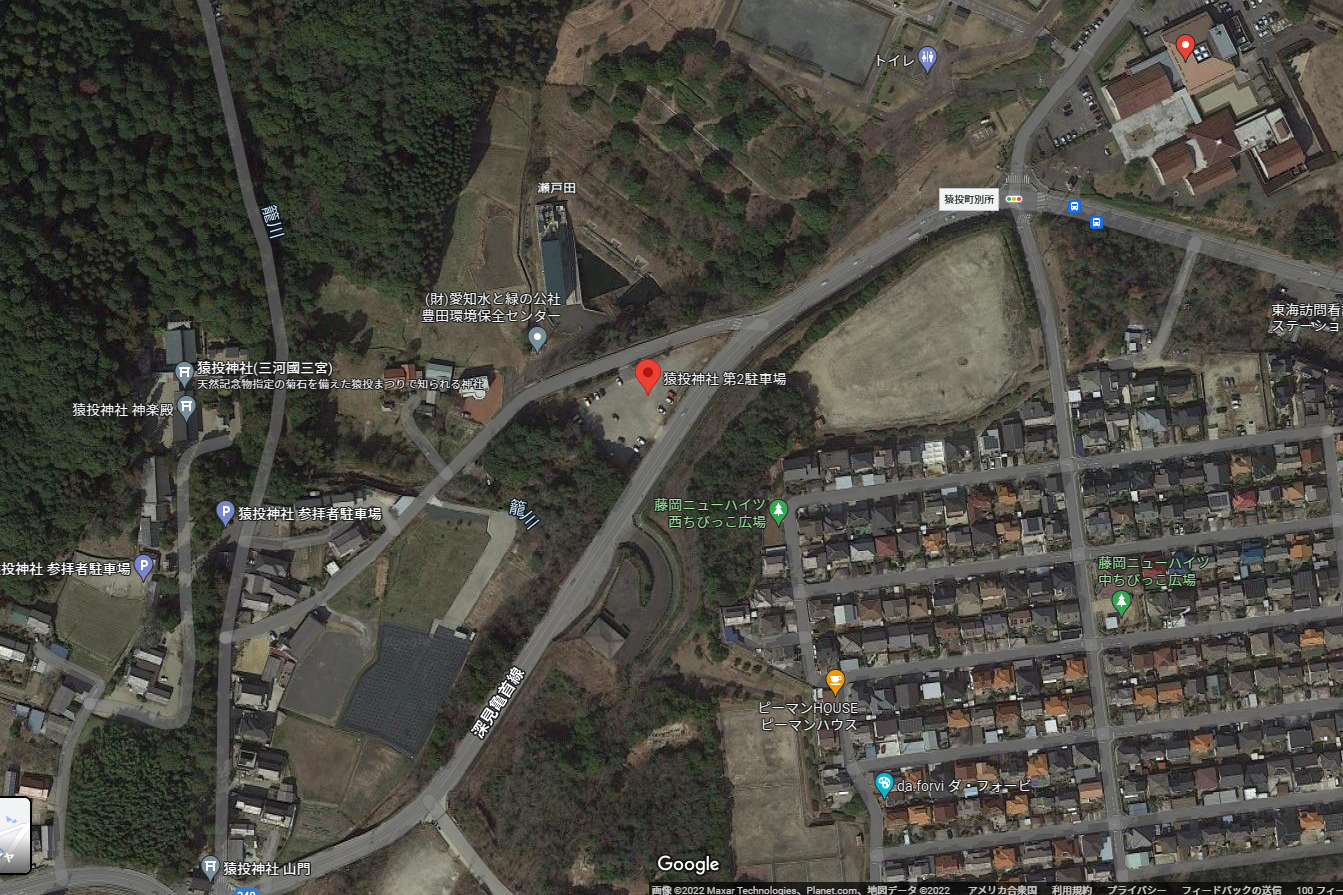 トイレ
瀬戸田
猿投町別所
籠川
(財)愛知水と緑の公社
豊田環境保全センター
東海訪問看
ステーショ
猿投神社(三河國三宮)
天然記念物指定の菊石を備えた猿投まつりで知られる神社
猿投神社 第2駐車場
猿投神社 神楽殿
P 猿投神社 参拝者駐車場
籠川
藤岡ニューハイツ
西ちびっこ広場
投神社 参拝者駐車場 P
藤岡ニューハイツ
中ちびっこ広場
深見亀首線
ピーマンHOUSE
ピーマンハウス
da forvi ダ フォービ
ャ
猿投神社 山門
349
Google
画像 ©2022 Maxar Technologies、Planet.com、地図データ ©2022 アメリカ合衆国 利用規約 プライバシー フィードバックの送信 100 フィ